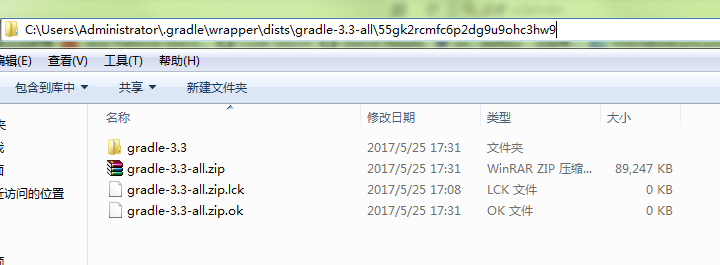 C:\Users\Administrator\.gradle\wrapper\dists\gradle-3.3-all\55gk2rcmfc6p2dg9u9ohc3hw9
编辑(E) 查看(V) 工具(T) 帮助(H)
包含到库中 共享 新建文件夹
名称 修改日期 类型 大小
gradle-3.3 2017/5/25 17:31 文件夹
gradle-3.3-all.zip 2017/5/25 17:31 WinRAR ZIP 压缩... 89,247 KB
gradle-3.3-all.zip.lck 2017/5/25 17:08 LCK 文件 0 KB
gradle-3.3-all.zip.ok 2017/5/25 17:31 OK 文件 0 KB
访问的位置